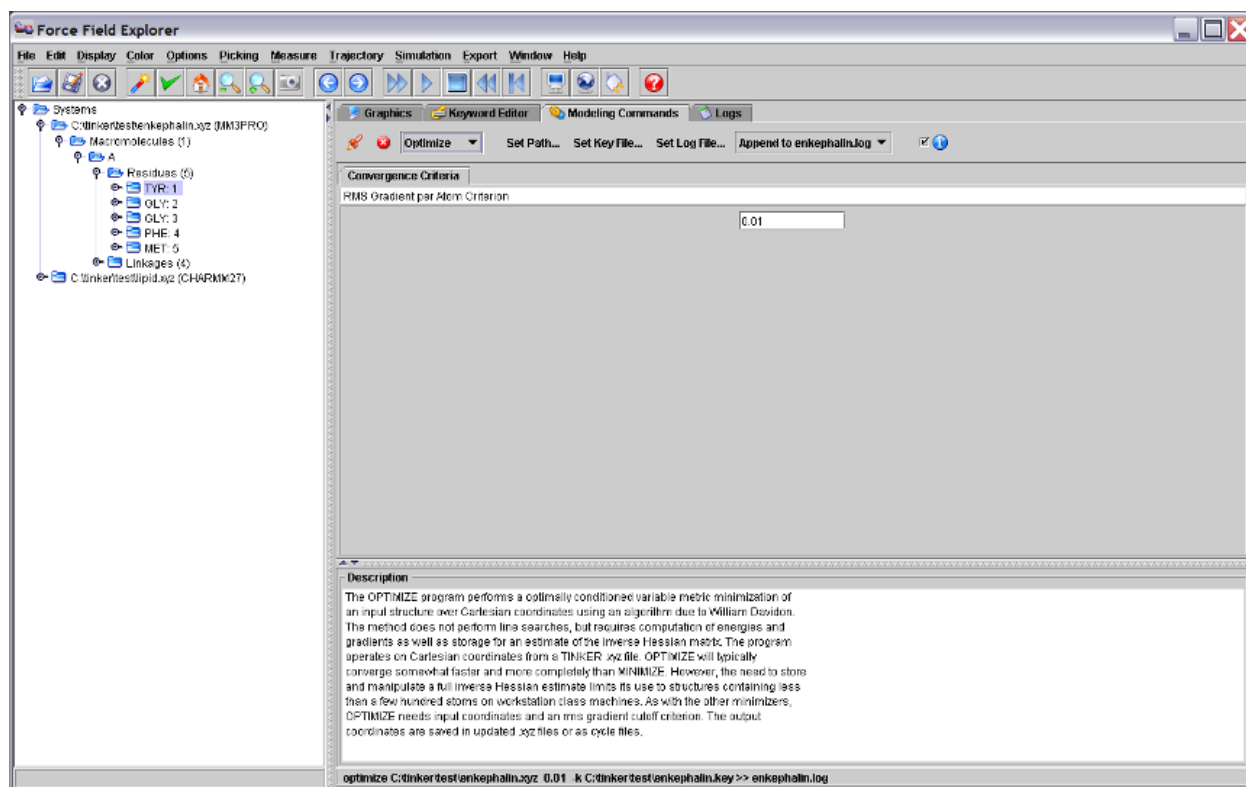 Force Field Explorer
File Edit Display Color Options Picking Measure Trajectory Simulation Export Window Help
Systems
C:\tinker\test\enkephalin.xyz (MM3PRO)
Macromolecules (1)
A
Residues (5)
TYR: 1
GLY: 2
GLY: 3
PHE: 4
MET: 5
Linkages (4)
C:\tinker\test\lipid.xyz (CHARMM27)
Graphics Keyword Editor Modeling Commands Logs
Optimize Set Path... Set Key File... Set Log File... Append to enkephalin.log
Convergence Criteria
RMS Gradient per Atom Criterion
0.01
Description
The OPTIMIZE program performs a optimally conditioned variable metric minimization of
an input structure over Cartesian coordinates using an algorithm due to William Davidon.
The method does not perform line searches, but requires computation of energies and
gradients as well as storage for an estimate of the inverse Hessian matrix. The program
operates on Cartesian coordinates from a TINKER .xyz file. OPTIMIZE will typically
converge somewhat faster and more completely than MINIMIZE. However, the need to store
and manipulate a full inverse Hessian estimate limits its use to structures containing less
than a few hundred atoms on workstation class machines. As with the other minimizers,
OPTIMIZE needs input coordinates and an rms gradient cutoff criterion. The output
coordinates are saved in updated .xyz files or as cycle files.
optimize C:\tinker\test\enkephalin.xyz 0.01 -k C:\tinker\test\enkephalin.key >> enkephalin.log